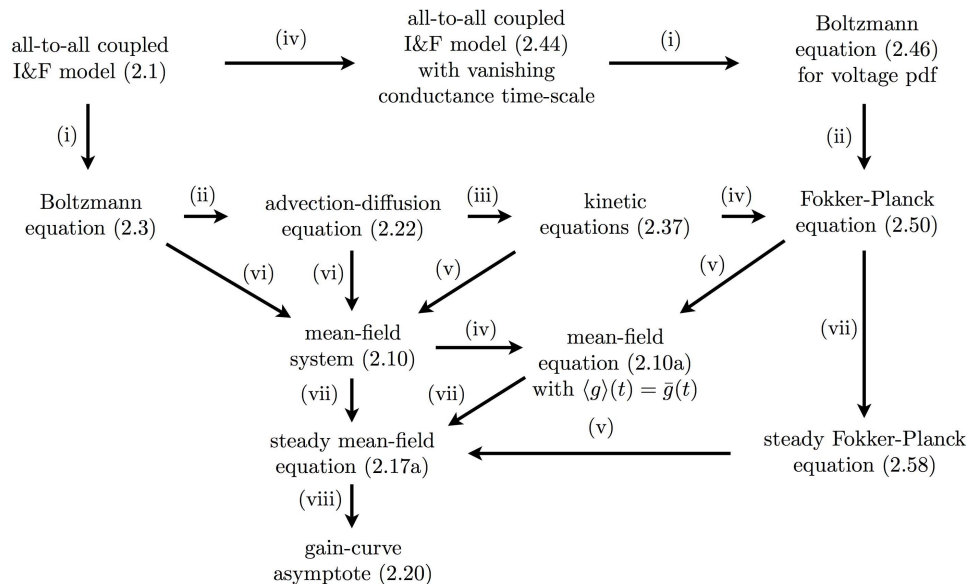 all-to-all coupled
I&F model (2.1)
(iv)
all-to-all coupled
I&F model (2.44)
with vanishing
conductance time-scale
(i)
Boltzmann
equation (2.46)
for voltage pdf
(i)
(ii)
Boltzmann
equation (2.3)
(ii)
advection-diffusion
equation (2.22)
(iii)
kinetic
equations (2.37)
(iv)
Fokker-Planck
equation (2.50)
(vi)
(vi)
(v)
(v)
mean-field
system (2.10)
(iv)
mean-field
equation (2.10a)
with ⟨g⟩(t) = ḡ(t)
(vii)
(vii)
(vii)
steady mean-field
equation (2.17a)
(v)
steady Fokker-Planck
equation (2.58)
(viii)
gain-curve
asymptote (2.20)